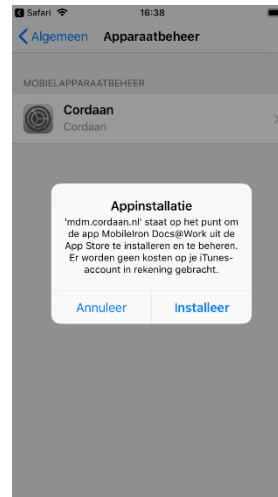 Safari 16:38
Algemeen Apparaatbeheer
MOBIELAPPARAATBEHEER
Cordaan
Cordaan
Appinstallatie
'mdm.cordaan.nl' staat op het punt om
de app MobileIron Docs@Work uit de
App Store te installeren en te beheren.
Er worden geen kosten op je iTunes-
account in rekening gebracht.
Annuleer Installeer